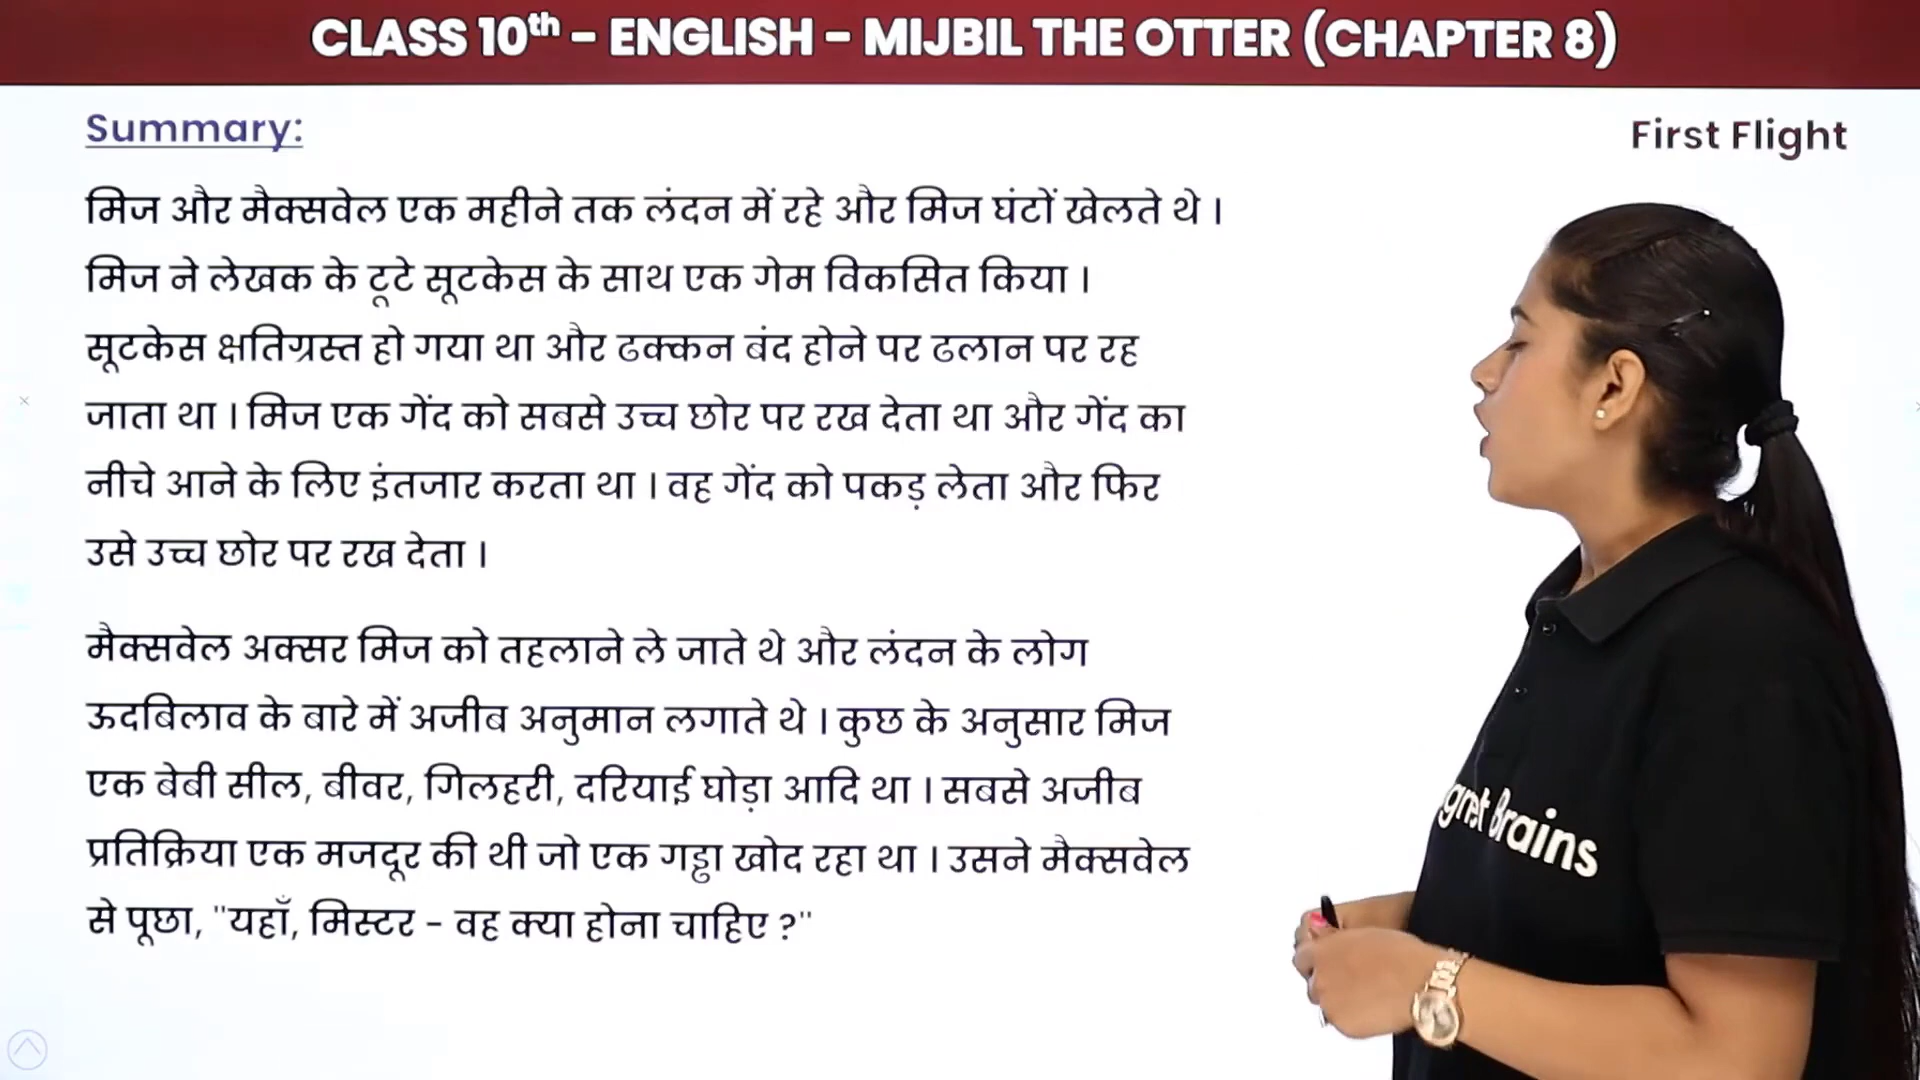 CLASS 10th – ENGLISH – MIJBIL THE OTTER (CHAPTER 8)
Summary:
First Flight
मिज और मैक्सवेल एक महीने तक लंदन में रहे और मिज घंटों खेलते थे ।
मिज ने लेखक के टूटे सूटकेस के साथ एक गेम विकसित किया ।
सूटकेस क्षतिग्रस्त हो गया था और ढक्कन बंद होने पर ढलान पर रह
जाता था । मिज एक गेंद को सबसे उच्च छोर पर रख देता था और गेंद का
नीचे आने के लिए इंतजार करता था । वह गेंद को पकड़ लेता और फिर
उसे उच्च छोर पर रख देता ।
मैक्सवेल अक्सर मिज को तहलाने ले जाते थे और लंदन के लोग
ऊदबिलाव के बारे में अजीब अनुमान लगाते थे । कुछ के अनुसार मिज
एक बेबी सील, बीवर, गिलहरी, दरियाई घोड़ा आदि था । सबसे अजीब
प्रतिक्रिया एक मजदूर की थी जो एक गड्ढा खोद रहा था । उसने मैक्सवेल
से पूछा, "यहाँ, मिस्टर – वह क्या होना चाहिए ?"
gnet Brains